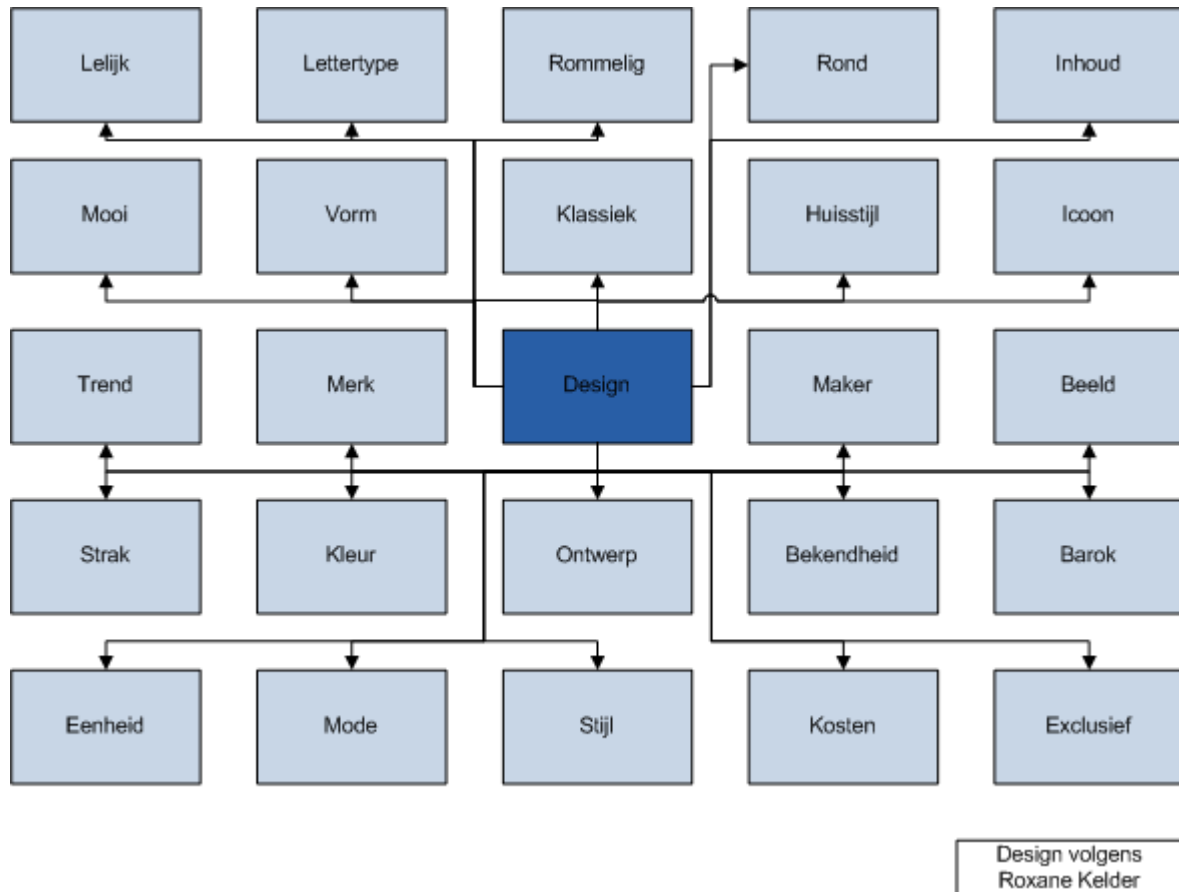 Lelijk
Lettertype
Rommelig
Rond
Inhoud
Mooi
Vorm
Klassiek
Huisstijl
Icoon
Trend
Merk
Design
Maker
Beeld
Strak
Kleur
Ontwerp
Bekendheid
Barok
Eenheid
Mode
Stijl
Kosten
Exclusief
Design volgens
Roxane Kelder